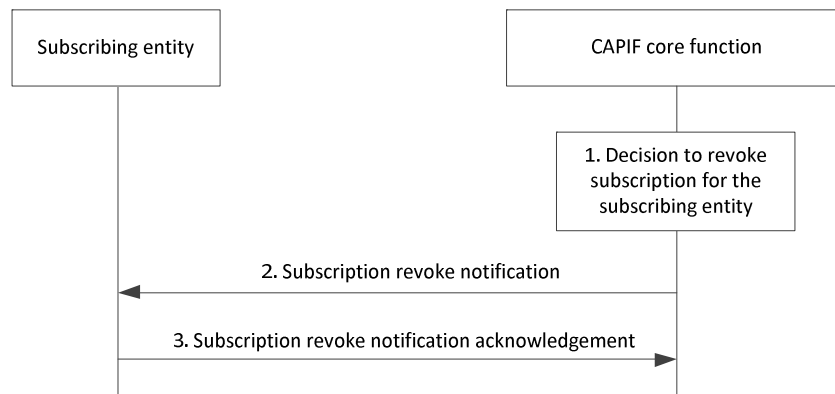 Subscribing entity
CAPIF core function
1. Decision to revoke
subscription for the
subscribing entity
2. Subscription revoke notification
3. Subscription revoke notification acknowledgement